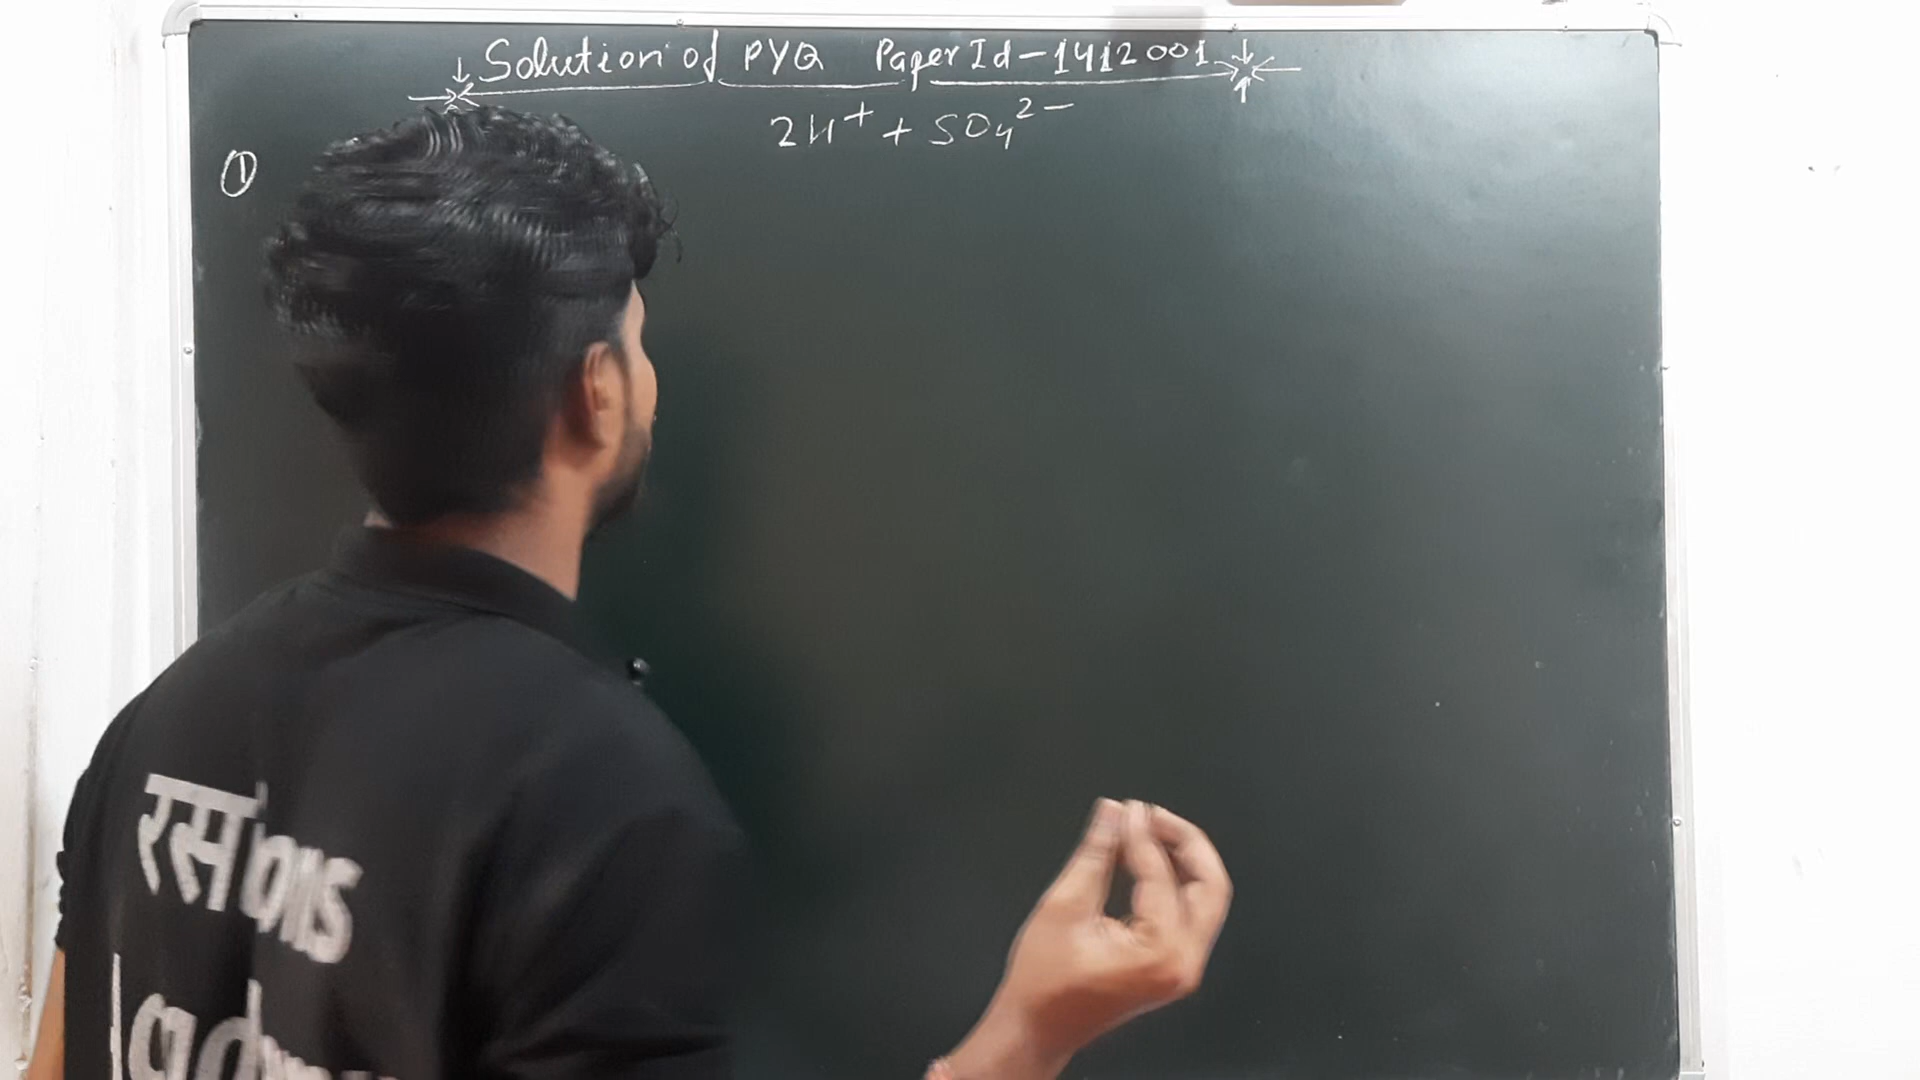 Solution of PYQ Paper Id-1412001
2H⁺ + SO₄²⁻
①
रसाॅ